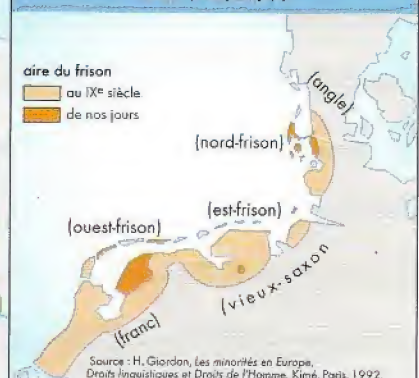 aire du frison
au IXe siècle
de nos jours
(angle)
(nord-frison)
(est-frison)
(ouest-frison)
(vieux-saxon)
(franc)
Source : H. Giordan, Les minorités en Europe,
Droits linguistiques et Droits de l'Homme, Kimé, Paris, 1992